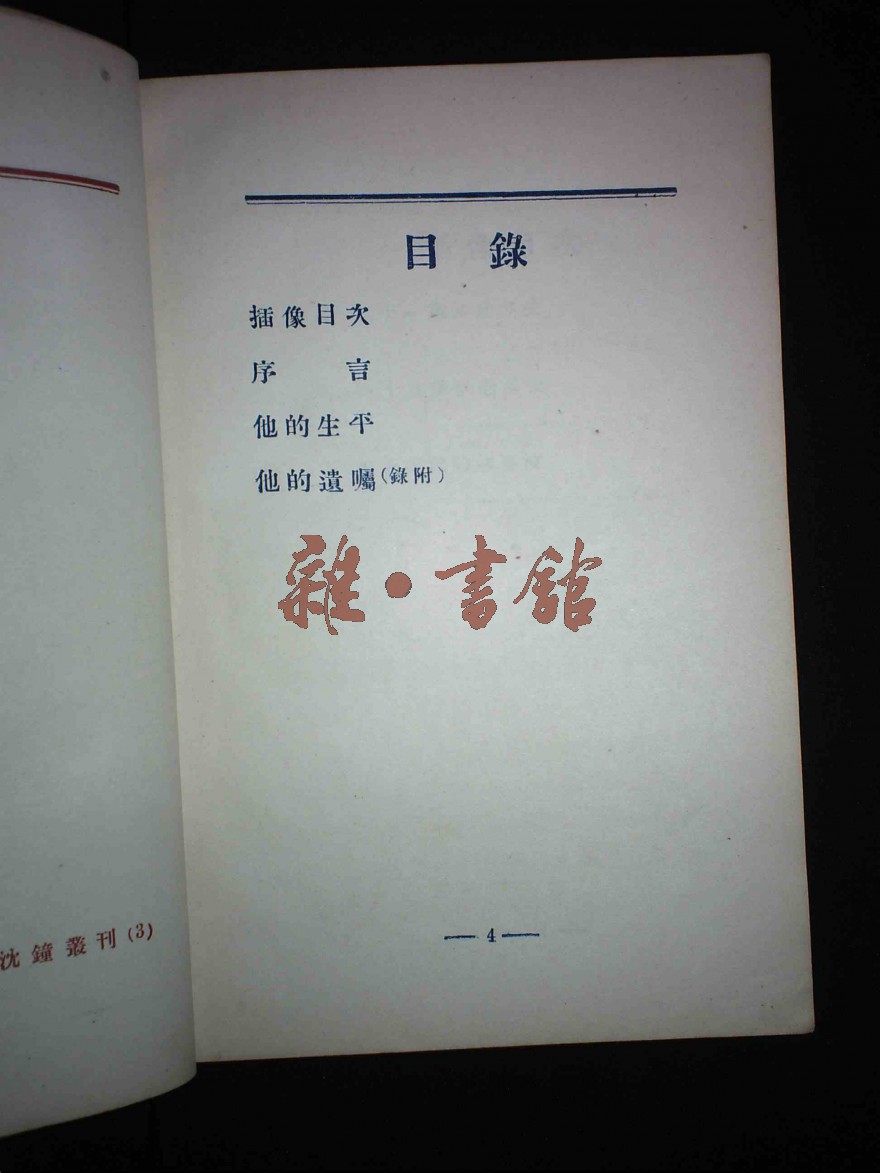 目錄
插像目次
序言
他的生平
他的遺囑(錄附)
雜·書館
— 4 —
沈鐘叢刊(3)